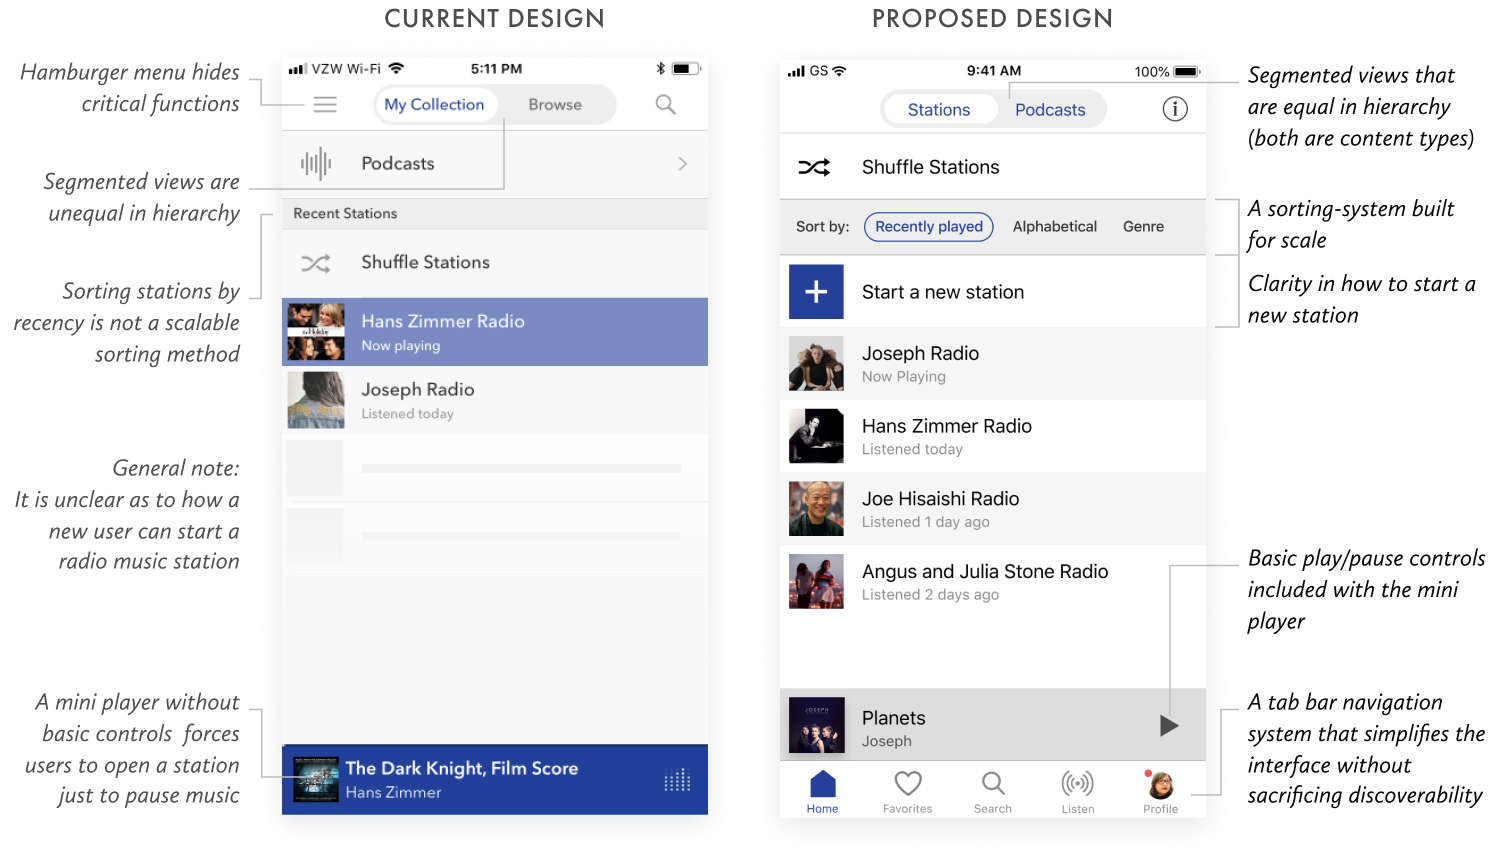 CURRENT DESIGN
PROPOSED DESIGN
Hamburger menu hides
critical functions
Segmented views are
unequal in hierarchy
Sorting stations by
recency is not a scalable
sorting method
General note:
It is unclear as to how a
new user can start a
radio music station
A mini player without
basic controls forces
users to open a station
just to pause music
VZW Wi-Fi 5:11 PM
My Collection Browse
Podcasts
Recent Stations
Shuffle Stations
Hans Zimmer Radio
Now playing
Joseph Radio
Listened today
The Dark Knight, Film Score
Hans Zimmer
GS 9:41 AM 100%
Stations Podcasts
Shuffle Stations
Sort by: Recently played Alphabetical Genre
Start a new station
Joseph Radio
Now Playing
Hans Zimmer Radio
Listened today
Joe Hisaishi Radio
Listened 1 day ago
Angus and Julia Stone Radio
Listened 2 days ago
JOSEPH
Planets
Joseph
Home Favorites Search Listen Profile
Segmented views that
are equal in hierarchy
(both are content types)
A sorting-system built
for scale
Clarity in how to start a
new station
Basic play/pause controls
included with the mini
player
A tab bar navigation
system that simplifies the
interface without
sacrificing discoverability